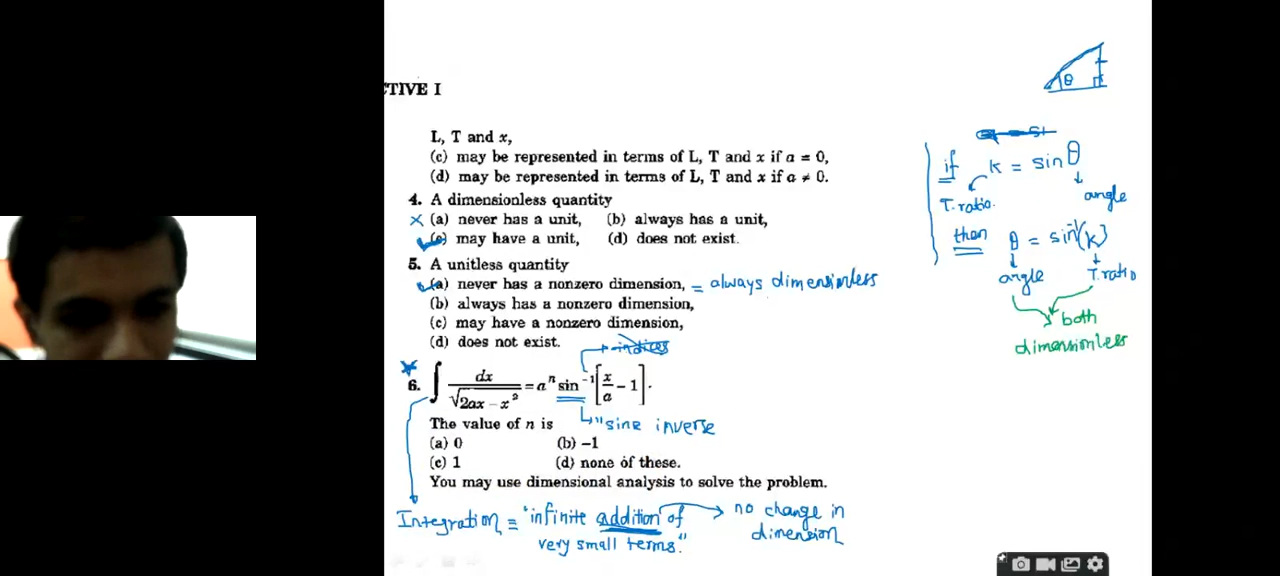 CTIVE I
L, T and x,
(c) may be represented in terms of L, T and x if a = 0,
(d) may be represented in terms of L, T and x if a ≠ 0.
4. A dimensionless quantity
(a) never has a unit, (b) always has a unit,
(c) may have a unit, (d) does not exist.
5. A unitless quantity
(a) never has a nonzero dimension, = always dimensionless
(b) always has a nonzero dimension,
(c) may have a nonzero dimension,
(d) does not exist.
indices
6. ∫ dx / √2ax − x² = aⁿ sin⁻¹ [x/a − 1].
"sine inverse
The value of n is
(a) 0 (b) −1
(c) 1 (d) none of these.
You may use dimensional analysis to solve the problem.
Integration = "infinite addition of
very small terms."
no change in
dimension
θ
if k = sin θ
T.ratio. angle
then θ = sin⁻¹(k)
angle T.ratio
both
dimensionless